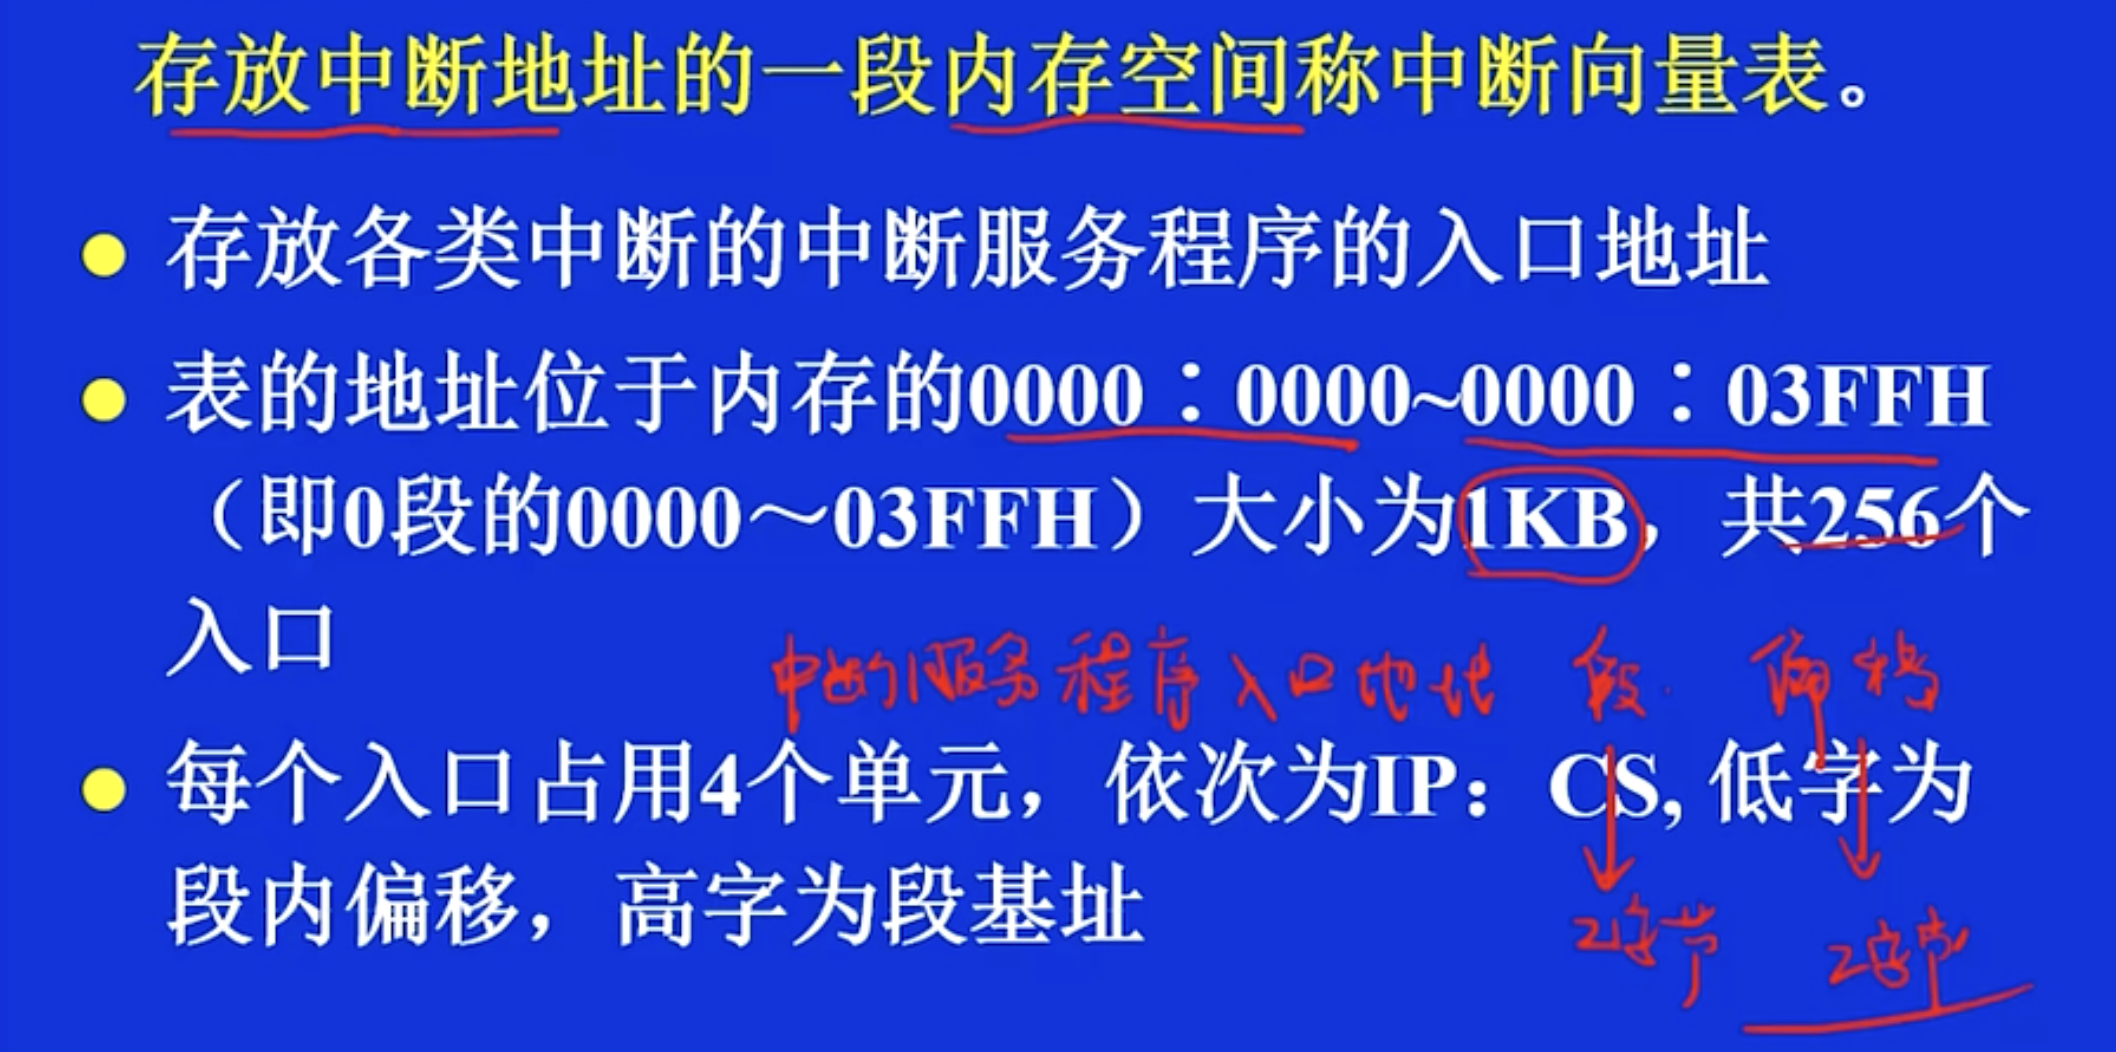 存放中断地址的一段内存空间称中断向量表。
存放各类中断的中断服务程序的入口地址
表的地址位于内存的0000：0000~0000：03FFH
（即0段的0000～03FFH）大小为1KB，共256个
入口
中断服务程序入口地址 段 偏移
每个入口占用4个单元，依次为IP：CS, 低字为
段内偏移，高字为段基址
2字节 2字节